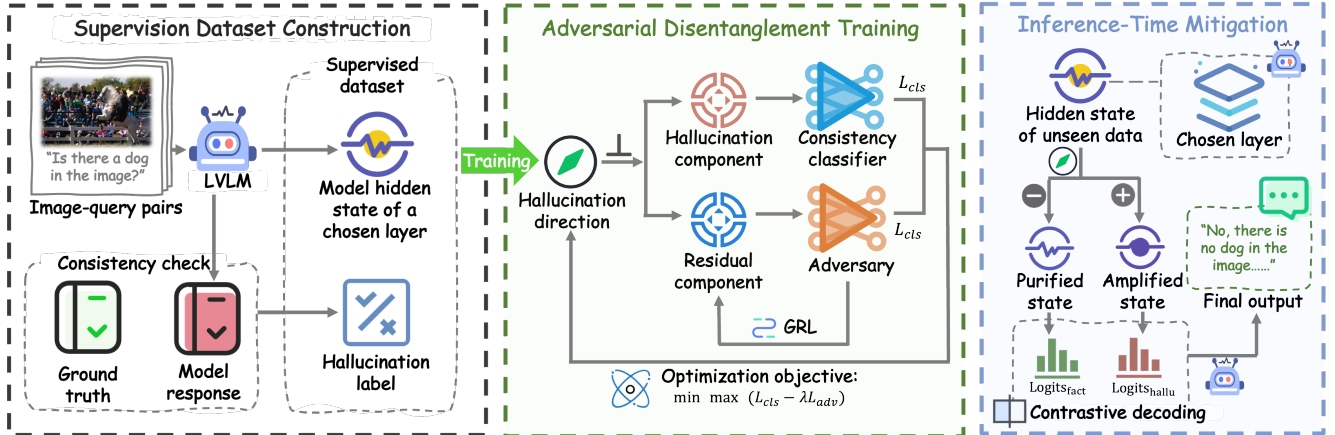 Supervision Dataset Construction
"Is there a dog
in the image?"
Image-query pairs
LVLM
Supervised
dataset
Model hidden
state of a
chosen layer
Consistency check
Ground
truth
Model
response
Hallucination
label
Training
Adversarial Disentanglement Training
Hallucination
direction
Hallucination
component
Consistency
classifier
L_cls
Residual
component
Adversary
L_cls
GRL
Optimization objective:
min max (L_cls − λL_adv)
Inference-Time Mitigation
Hidden state
of unseen data
Chosen layer
−
+
Purified
state
Amplified
state
"No, there is
no dog in the
image......"
Final output
Logits_fact
Logits_hallu
Contrastive decoding